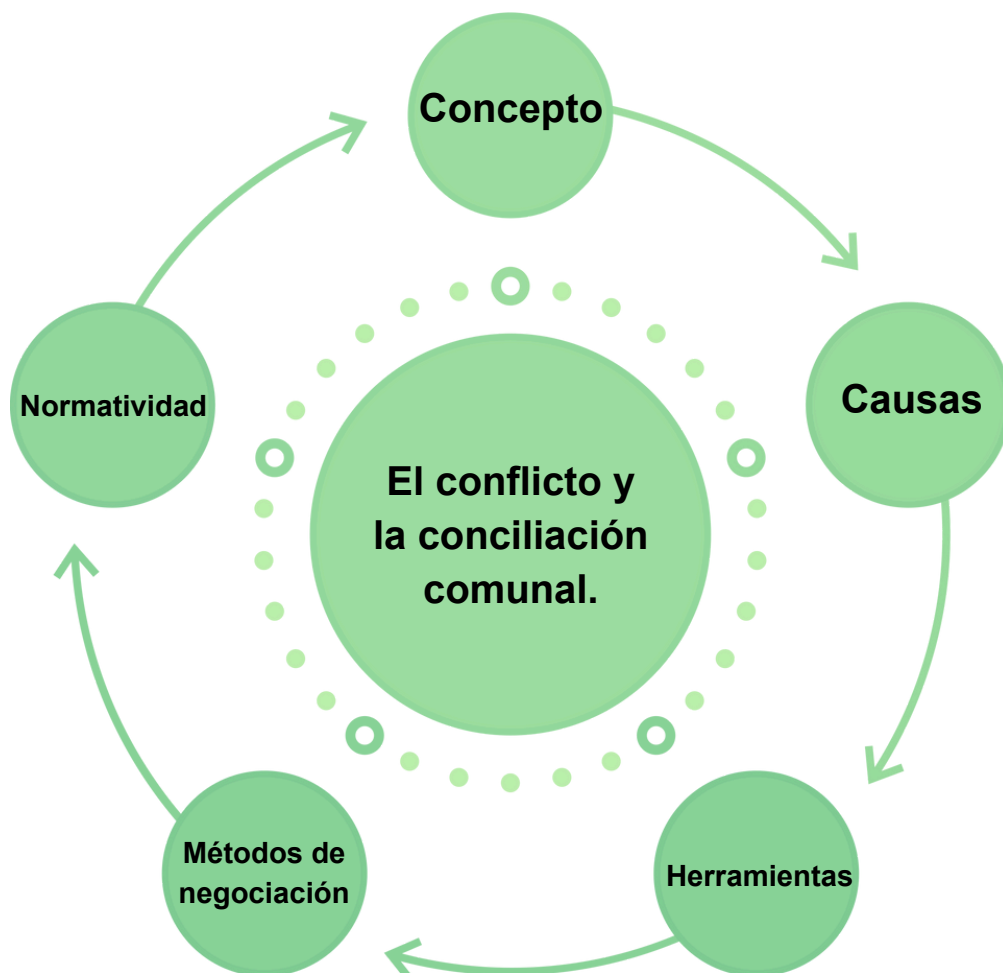 Concepto
Causas
Herramientas
Métodos de
negociación
Normatividad
El conflicto y
la conciliación
comunal.